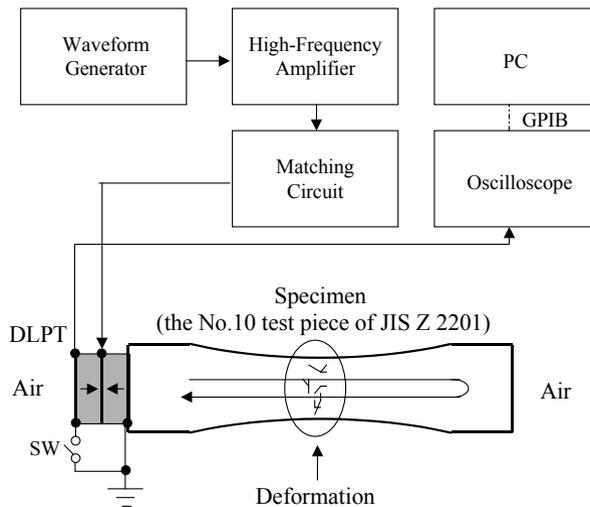 Waveform
Generator
High-Frequency
Amplifier
PC
GPIB
Matching
Circuit
Oscilloscope
Specimen
(the No.10 test piece of JIS Z 2201)
DLPT
Air
Air
SW
Deformation